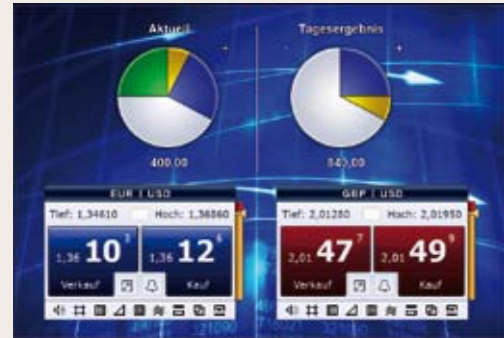 Aktuell
Tagesergebnis
400,00
840,00
EUR | USD
GBP | USD
Tief: 1,34610 Hoch: 1,36860
Tief: 2,01280 Hoch: 2,01950
1,36 10 3 1,36 12 6
2,01 47 7 2,01 49 9
Verkauf Kauf
Verkauf Kauf